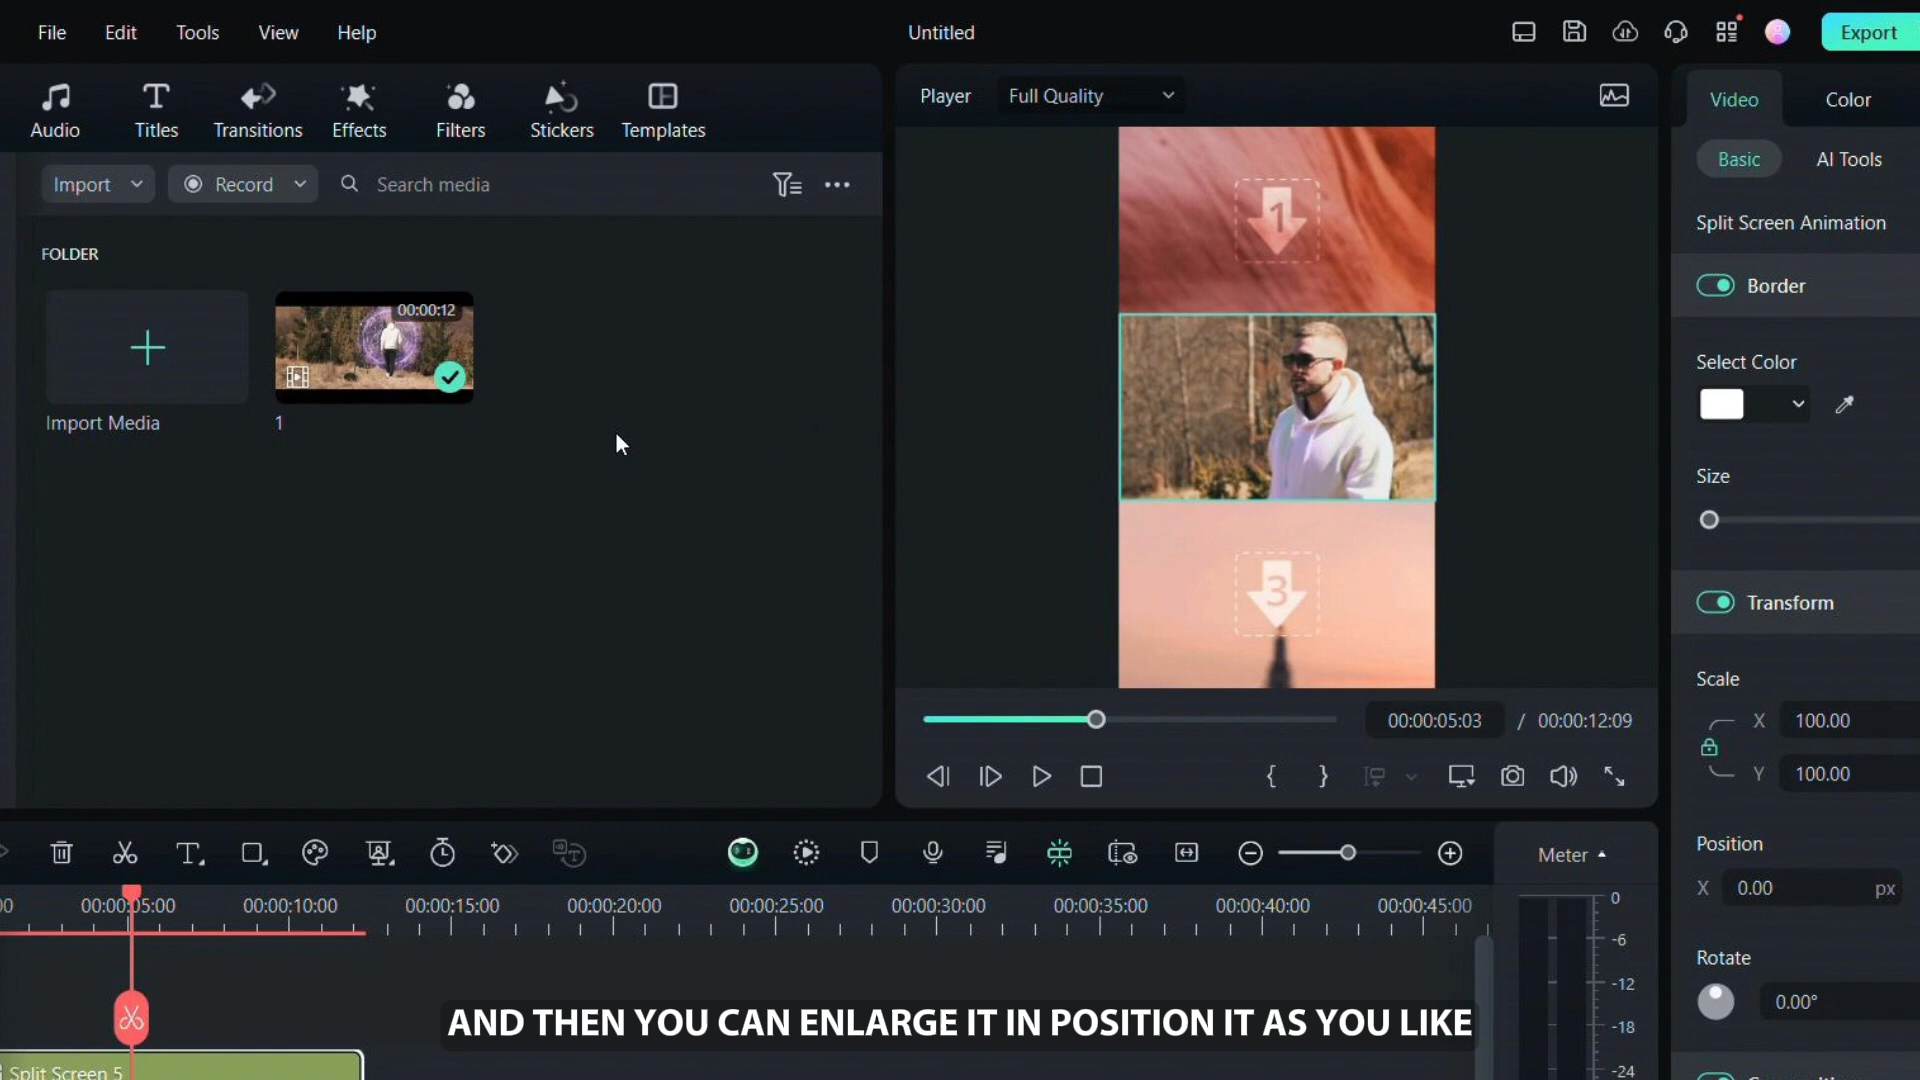 File Edit Tools View Help Untitled Export
Audio Titles Transitions Effects Filters Stickers Templates
Player Full Quality
Video Color
Basic AI Tools
Import Record Search media
Split Screen Animation
FOLDER
Border
00:00:12
Import Media 1
1
3
Select Color
Size
Transform
Scale
X 100.00
Y 100.00
00:00:05:03 / 00:00:12:09
Position
X 0.00 px
Rotate
0.00°
Meter
00:00:05:00 00:00:10:00 00:00:15:00 00:00:20:00 00:00:25:00 00:00:30:00 00:00:35:00 00:00:40:00 00:00:45:00
0
-6
-12
-18
-24
AND THEN YOU CAN ENLARGE IT IN POSITION IT AS YOU LIKE
Split Screen 5